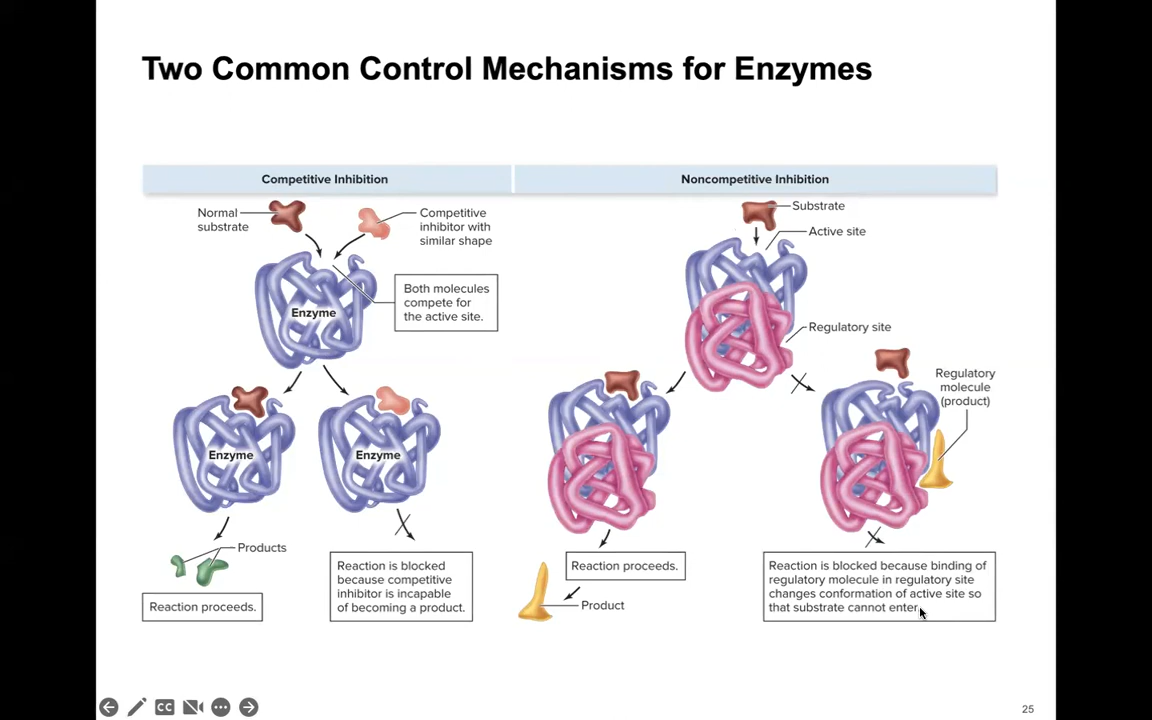 Two Common Control Mechanisms for Enzymes
Competitive Inhibition
Noncompetitive Inhibition
Normal
substrate
Competitive
inhibitor with
similar shape
Both molecules
compete for
the active site.
Enzyme
Enzyme
Enzyme
Products
Reaction proceeds.
Reaction is blocked
because competitive
inhibitor is incapable
of becoming a product.
Substrate
Active site
Regulatory site
Regulatory
molecule
(product)
Reaction proceeds.
Product
Reaction is blocked because binding of
regulatory molecule in regulatory site
changes conformation of active site so
that substrate cannot enter.
CC
25